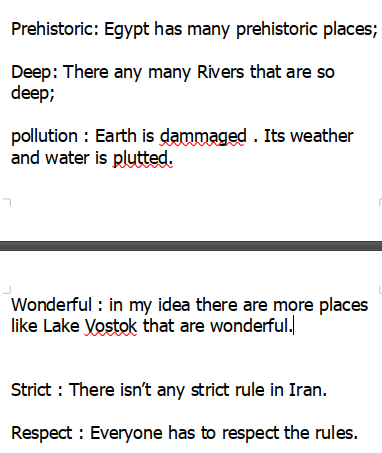 Prehistoric: Egypt has many prehistoric places;
Deep: There any many Rivers that are so
deep;
pollution : Earth is dammaged . Its weather
and water is plutted.
Wonderful : in my idea there are more places
like Lake Vostok that are wonderful.
Strict : There isn’t any strict rule in Iran.
Respect : Everyone has to respect the rules.